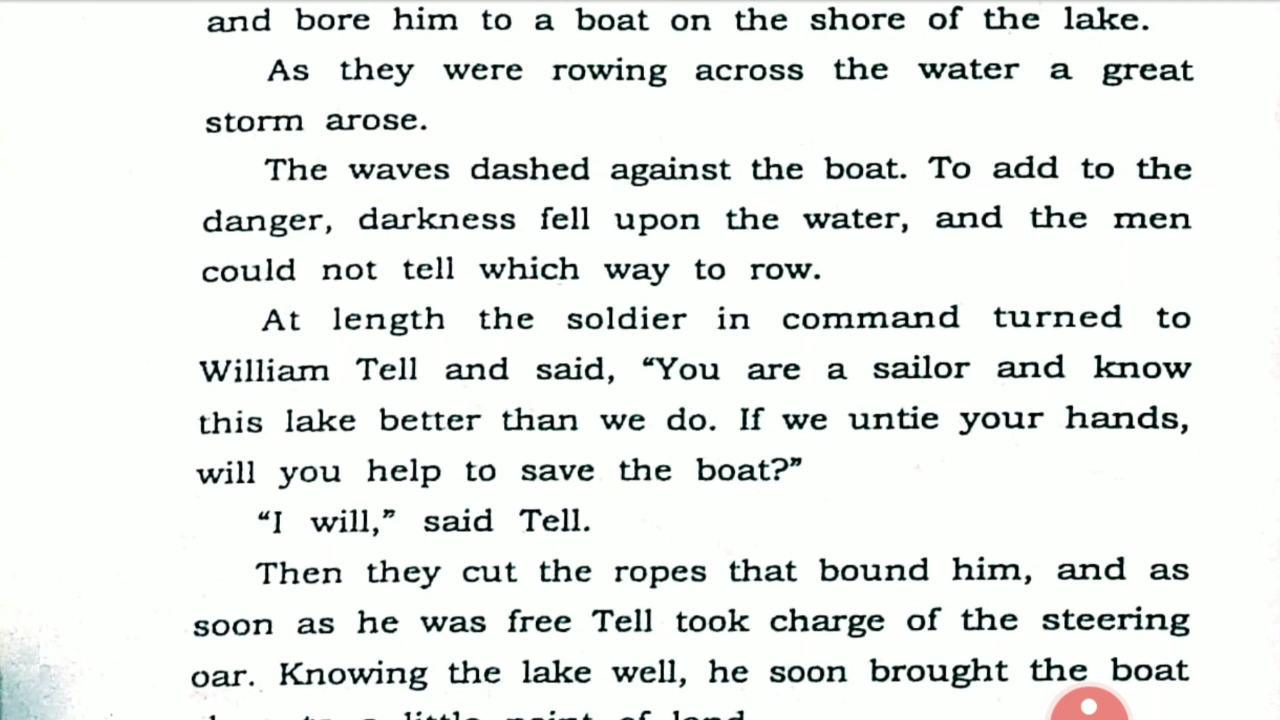 and bore him to a boat on the shore of the lake.
As they were rowing across the water a great
storm arose.
The waves dashed against the boat. To add to the
danger, darkness fell upon the water, and the men
could not tell which way to row.
At length the soldier in command turned to
William Tell and said, “You are a sailor and know
this lake better than we do. If we untie your hands,
will you help to save the boat?”
“I will,” said Tell.
Then they cut the ropes that bound him, and as
soon as he was free Tell took charge of the steering
oar. Knowing the lake well, he soon brought the boat
to a little point of land